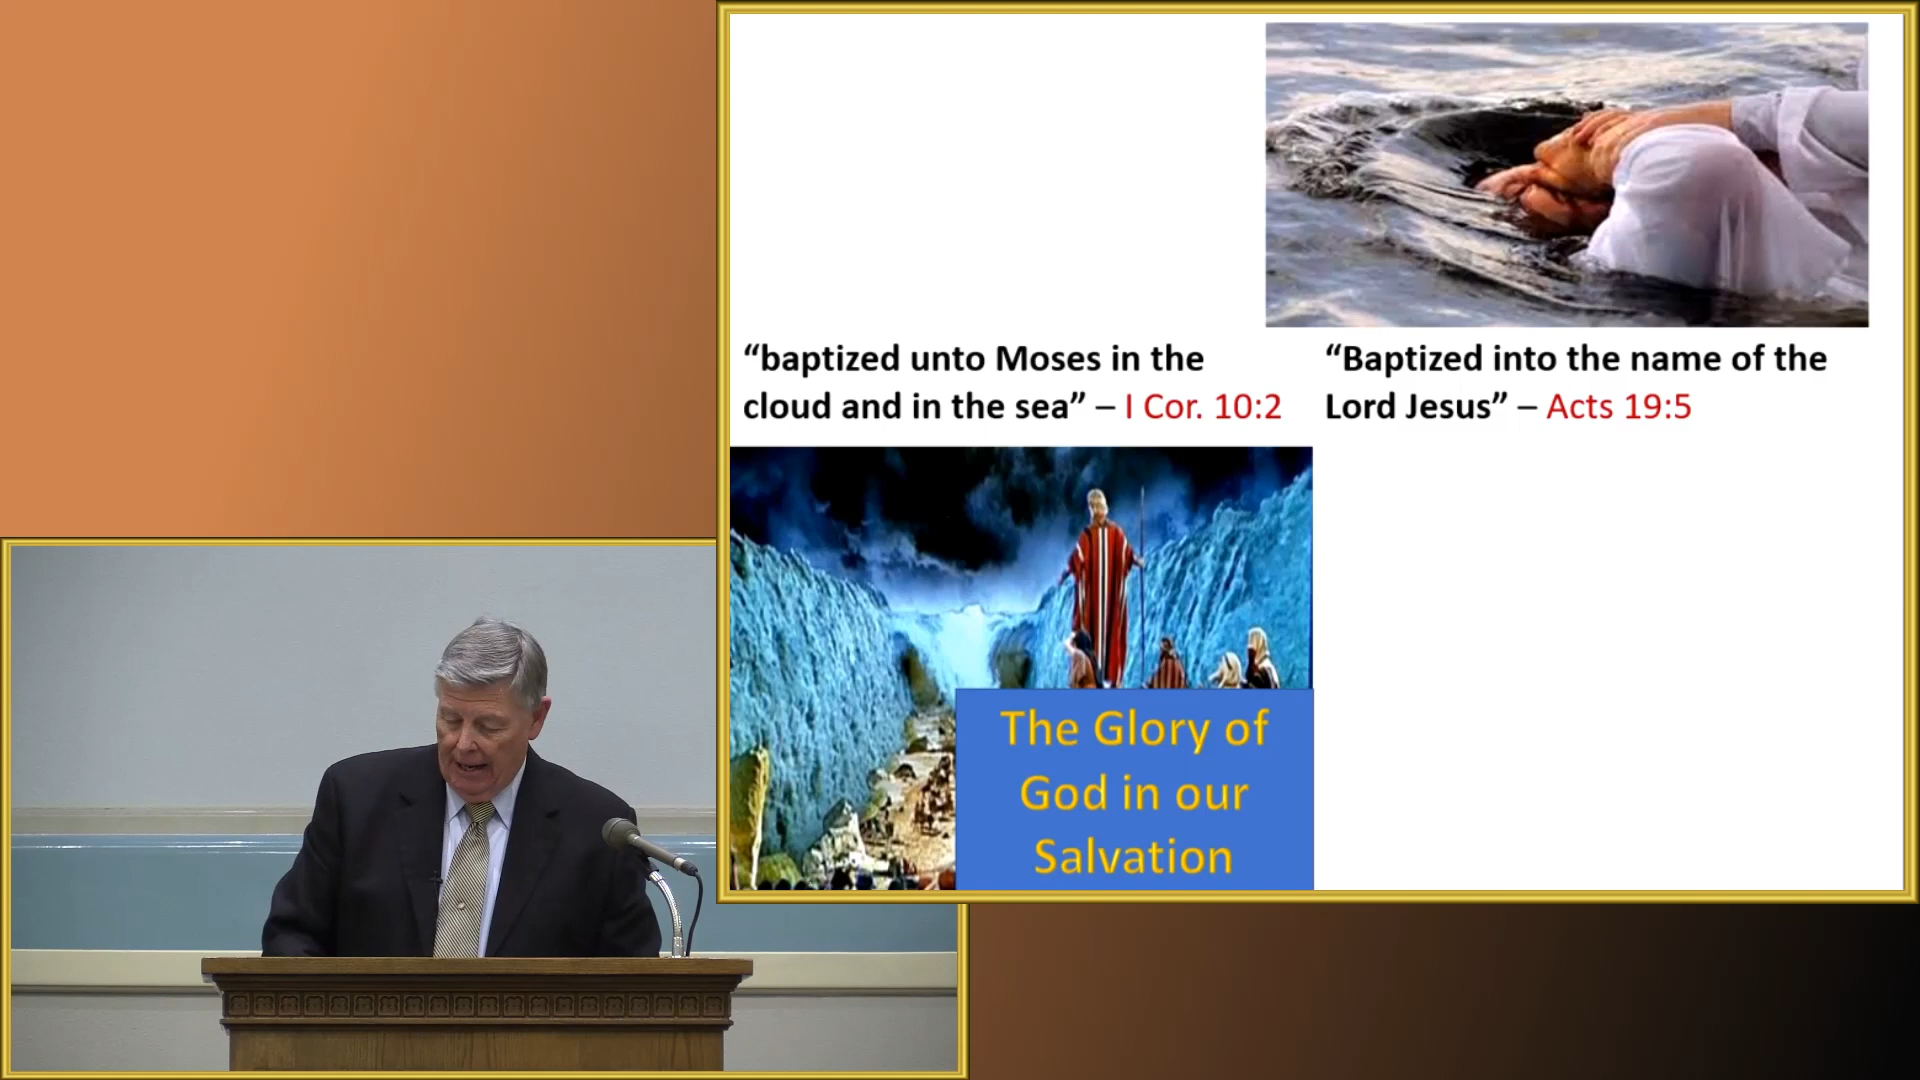 “baptized unto Moses in the
cloud and in the sea” – I Cor. 10:2
“Baptized into the name of the
Lord Jesus” – Acts 19:5
The Glory of
God in our
Salvation